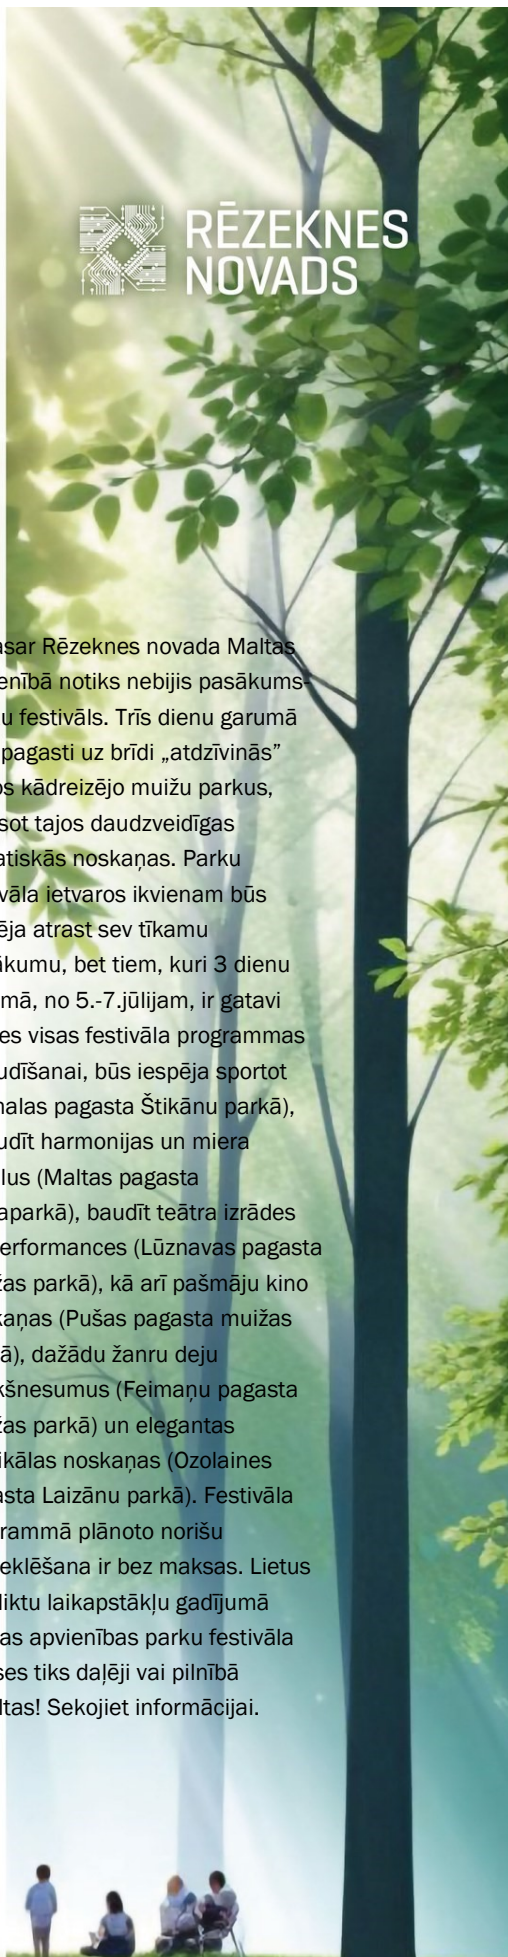 RĒZEKNES
NOVADS
asar Rēzeknes novada Maltas
enībā notiks nebijis pasākums-
u festivāls. Trīs dienu garumā
pagasti uz brīdi „atdzīvinās”
os kādreizējo muižu parkus,
sot tajos daudzveidīgas
atiskās noskaņas. Parku
vāla ietvaros ikvienam būs
ēja atrast sev tīkamu
ākumu, bet tiem, kuri 3 dienu
mā, no 5.-7.jūlijam, ir gatavi
es visas festivāla programmas
udīšanai, būs iespēja sportot
malas pagasta Štikānu parkā),
udīt harmonijas un miera
lus (Maltas pagasta
aparkā), baudīt teātra izrādes
erformances (Lūznavas pagasta
žas parkā), kā arī pašmāju kino
kaņas (Pušas pagasta muižas
ā), dažādu žanru deju
kšnesumus (Feimaņu pagasta
žas parkā) un elegantas
ikālas noskaņas (Ozolaines
asta Laizānu parkā). Festivāla
rammā plānoto norišu
eklēšana ir bez maksas. Lietus
liktu laikapstākļu gadījumā
as apvienības parku festivāla
ses tiks daļēji vai pilnībā
ltas! Sekojiet informācijai.